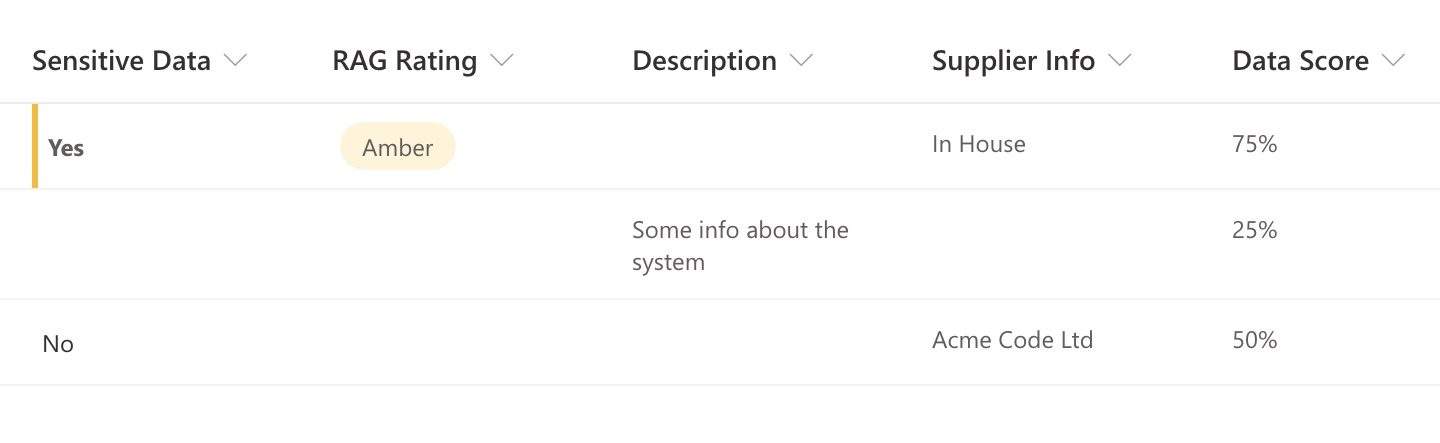 Sensitive Data RAG Rating Description Supplier Info Data Score
Yes Amber In House 75%
Some info about the 25%
system
No Acme Code Ltd 50%